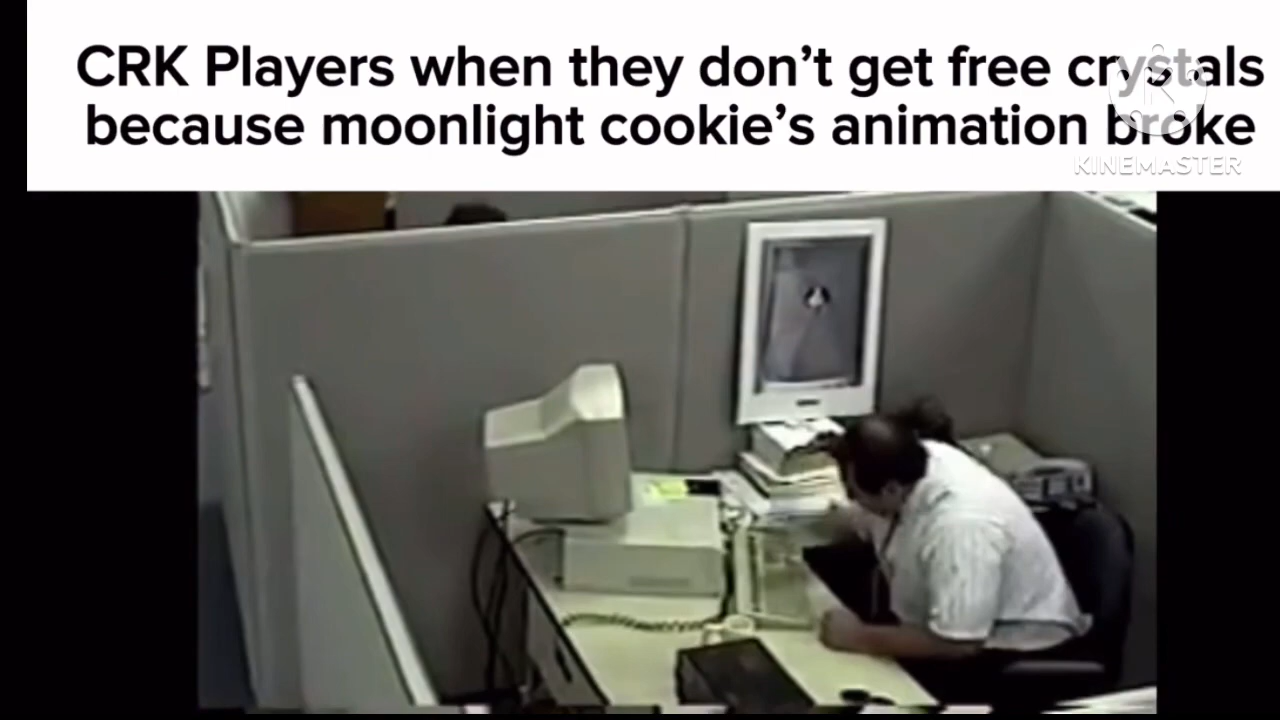 CRK Players when they don't get free crystals
because moonlight cookie's animation broke
KINEMASTER